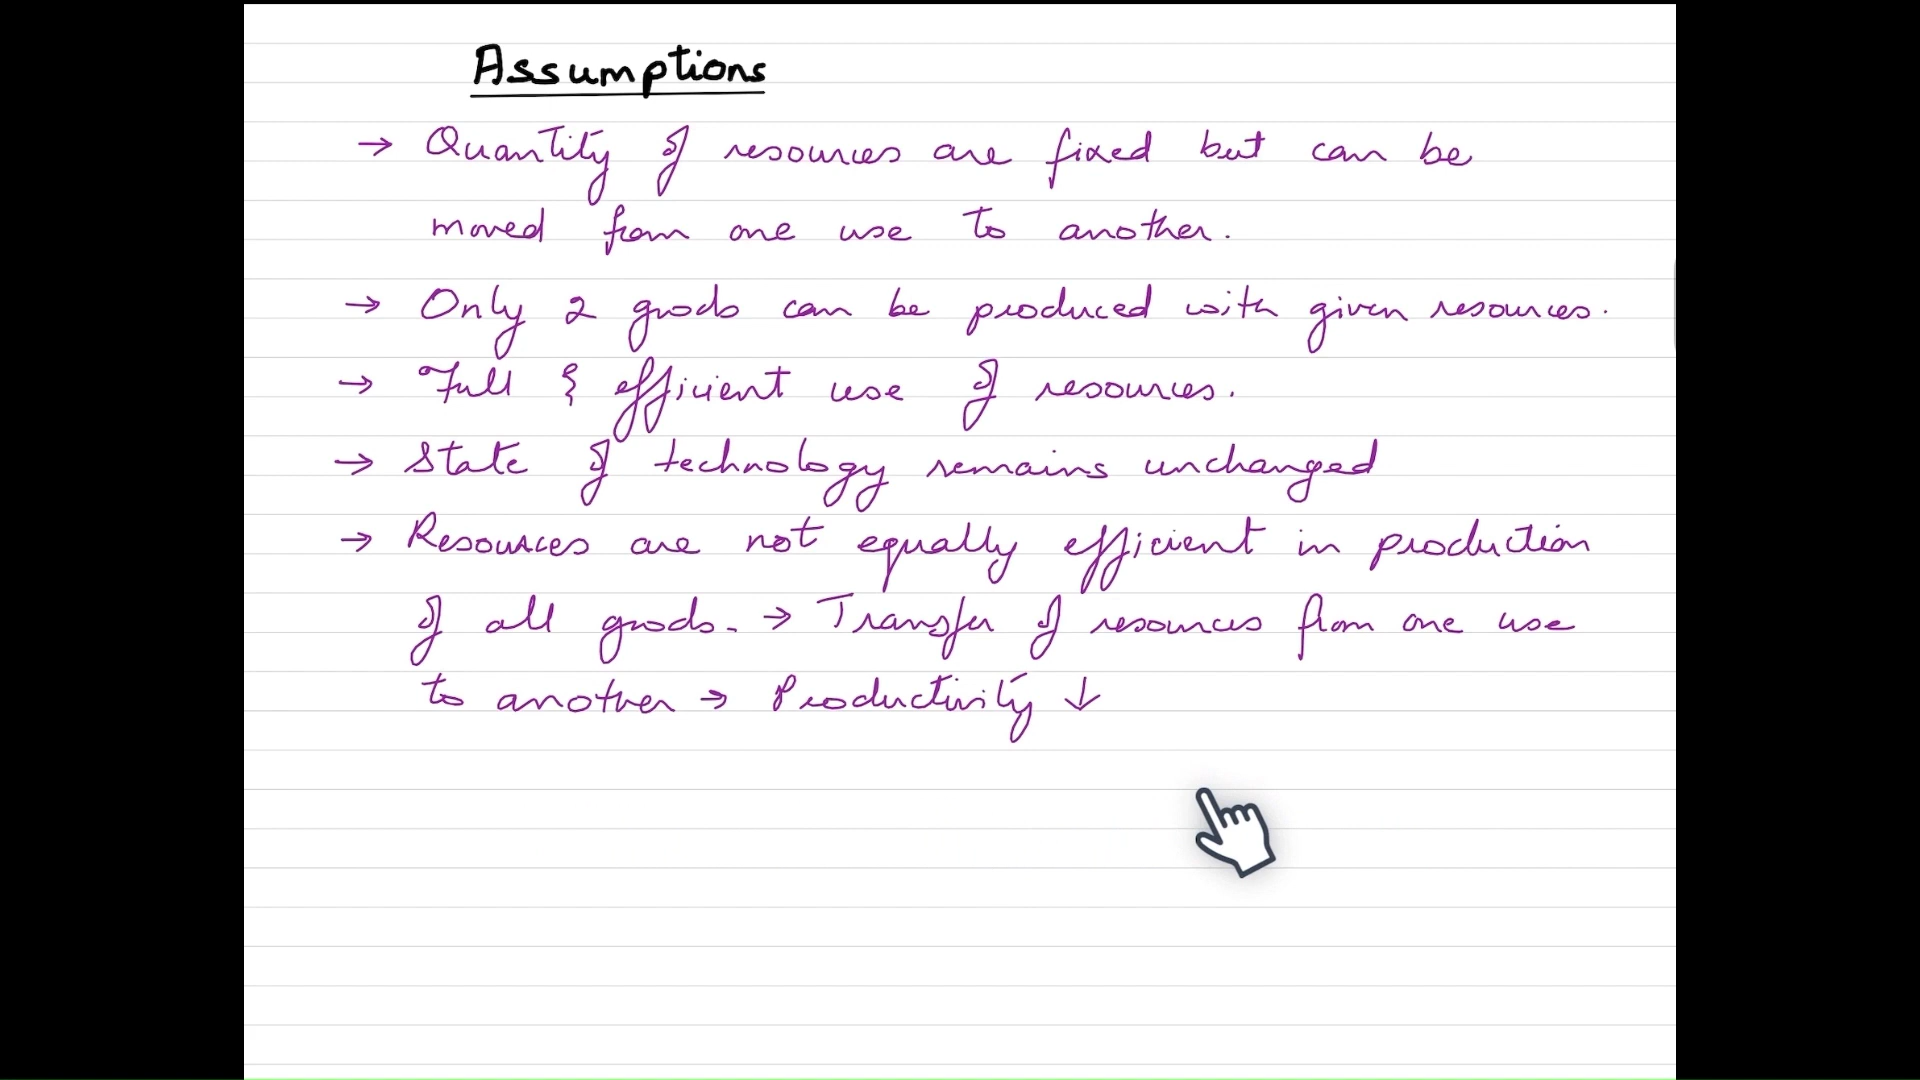 Assumptions
→ Quantity of resources are fixed but can be
moved from one use to another.
→ Only 2 goods can be produced with given resources.
→ Full & efficient use of resources.
→ State of technology remains unchanged
→ Resources are not equally efficient in production
of all goods. → Transfer of resources from one use
to another → Productivity ↓